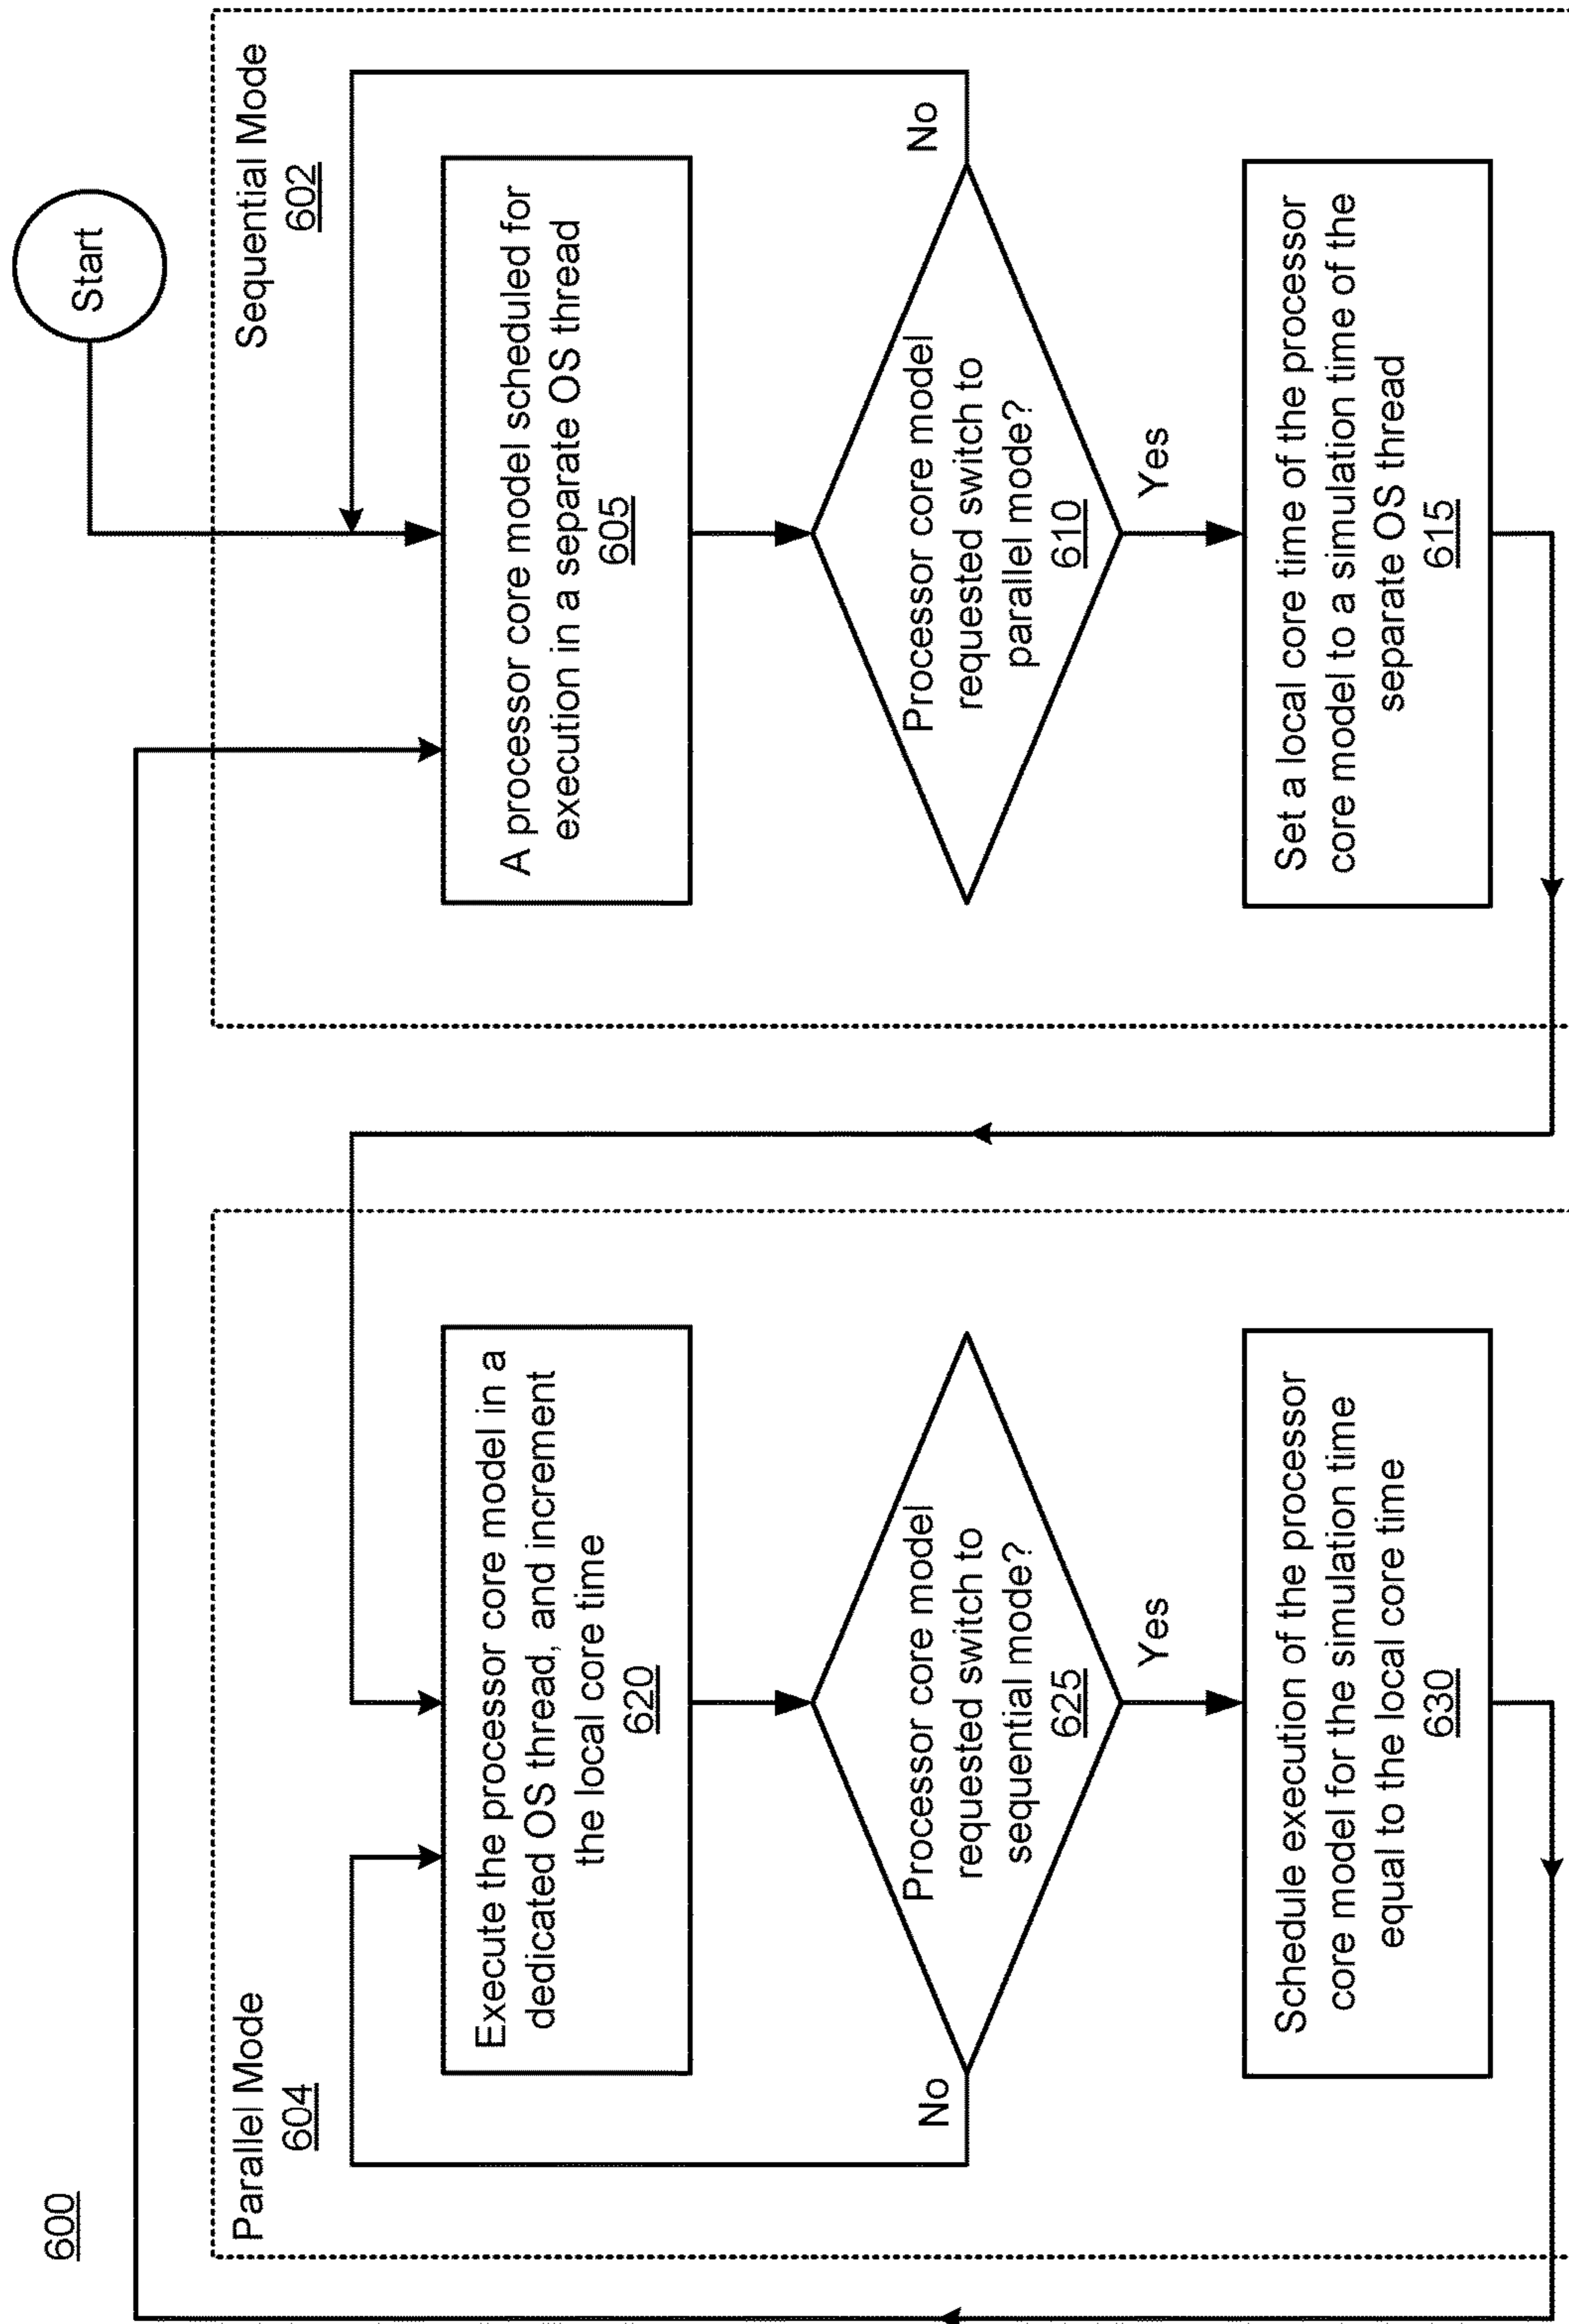 600
Start
Parallel Mode
604
Execute the processor core model in a
dedicated OS thread, and increment
the local core time
620
Processor core model
requested switch to
sequential mode?
625
No
Yes
Schedule execution of the processor
core model for the simulation time
equal to the local core time
630
Sequential Mode
602
A processor core model scheduled for
execution in a separate OS thread
605
Processor core model
requested switch to
parallel mode?
610
No
Yes
Set a local core time of the processor
core model to a simulation time of the
separate OS thread
615